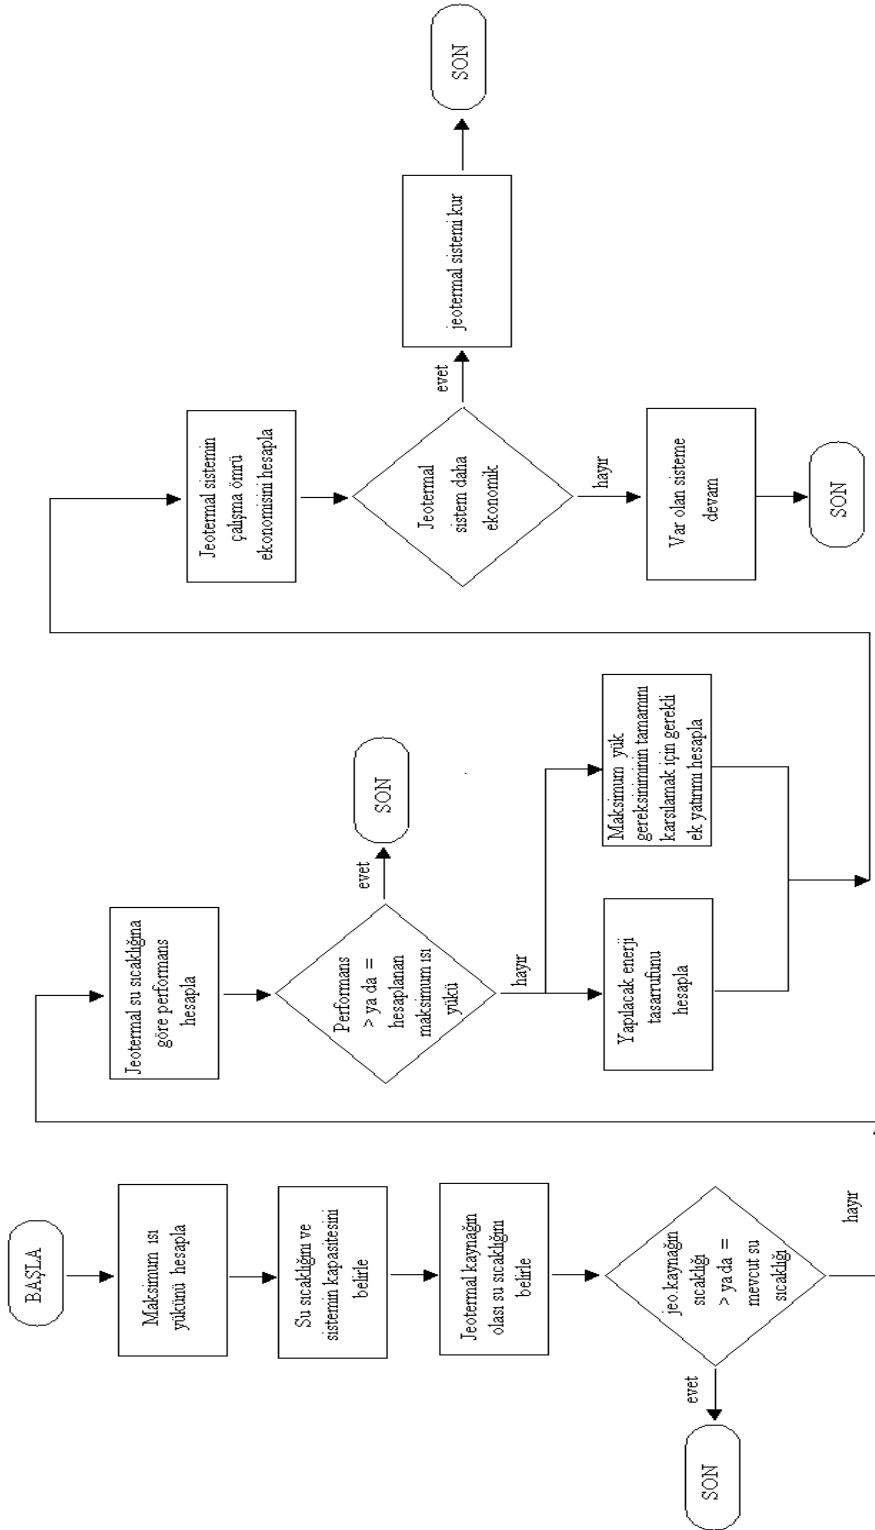 BAŞLA
Maksimum ısı
yükünü hesapla
Su sıcaklığını ve
sistemin kapasitesini
belirle
Jeotermal kaynağın
olası su sıcaklığını
belirle
jeo.kaynağın
sıcaklığı
> ya da =
mevcut su
sıcaklığı
evet
SON
hayır
Jeotermal su sıcaklığına
göre performans
hesapla
Performans
> ya da =
hesaplanan
maksimum ısı
yükü
evet
SON
hayır
Yapılacak enerji
tasarrufunu
hesapla
Maksimum yük
gereksiniminin tamamını
karşılamak için gerekli
ek yatırımı hesapla
Jeotermal sistemin
çalışma ömrü
ekonomisini hesapla
Jeotermal
sistem daha
ekonomik
evet
jeotermal sistemi kur
SON
hayır
Var olan sisteme
devam
SON